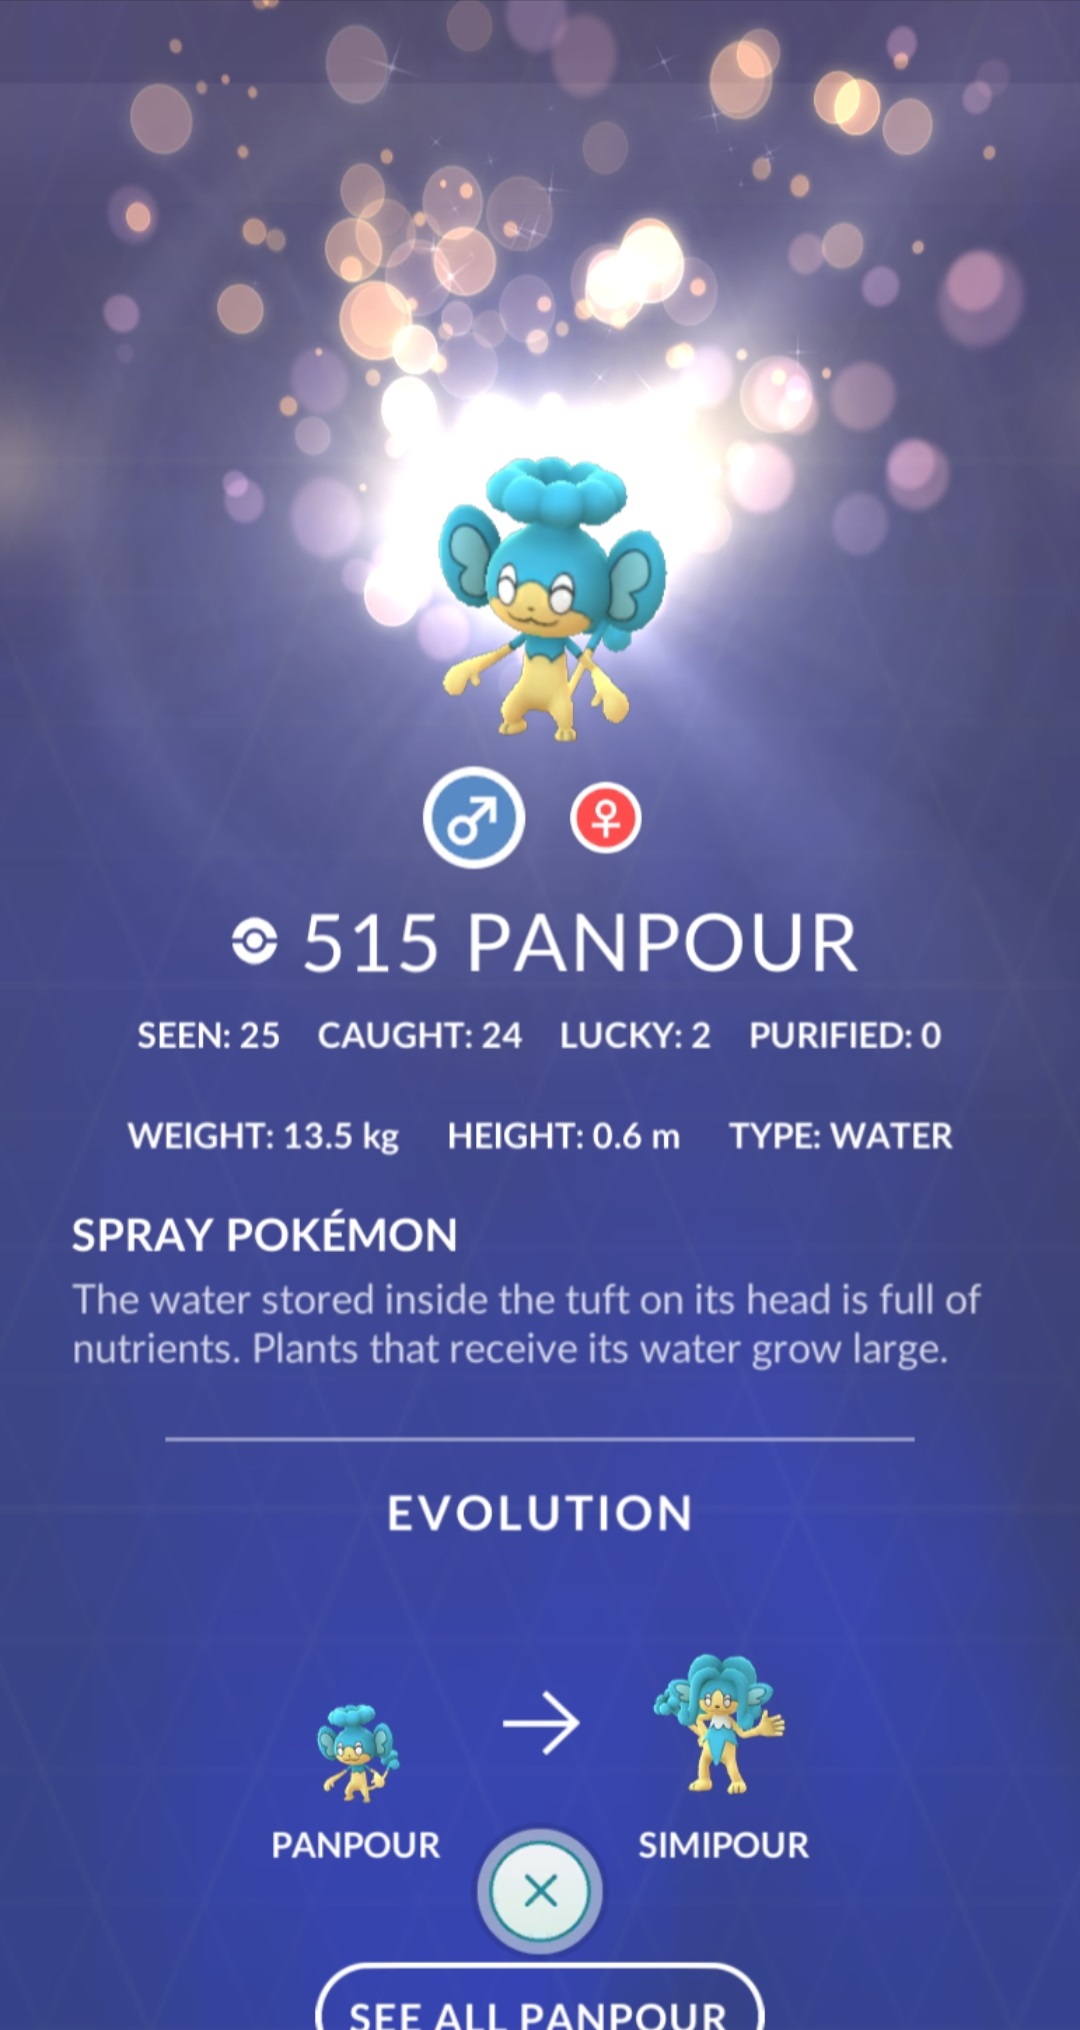 515 PANPOUR
SEEN: 25 CAUGHT: 24 LUCKY: 2 PURIFIED: 0
WEIGHT: 13.5 kg HEIGHT: 0.6 m TYPE: WATER
SPRAY POKÉMON
The water stored inside the tuft on its head is full of
nutrients. Plants that receive its water grow large.
EVOLUTION
PANPOUR SIMIPOUR
SEE ALL PANPOUR